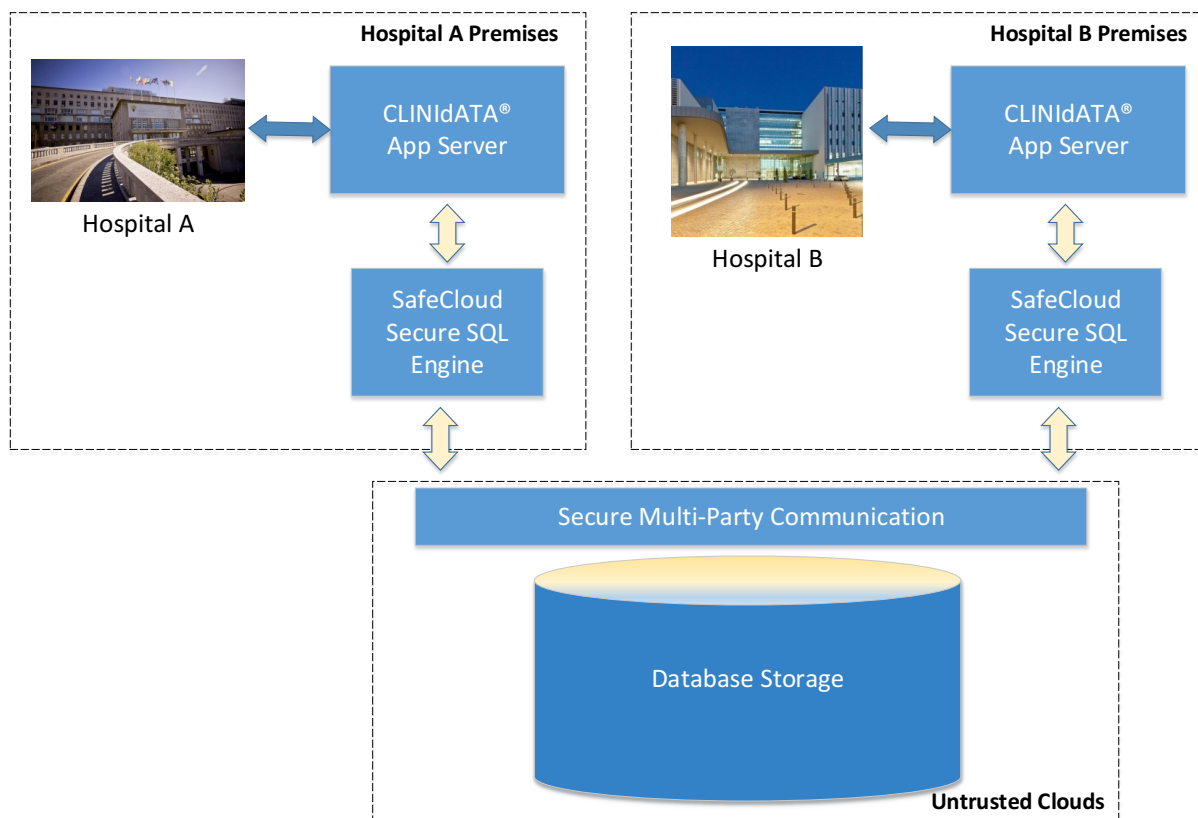 Hospital A Premises
CLINIdATA®
App Server
Hospital A
SafeCloud
Secure SQL
Engine
Hospital B Premises
CLINIdATA®
App Server
Hospital B
SafeCloud
Secure SQL
Engine
Secure Multi-Party Communication
Database Storage
Untrusted Clouds